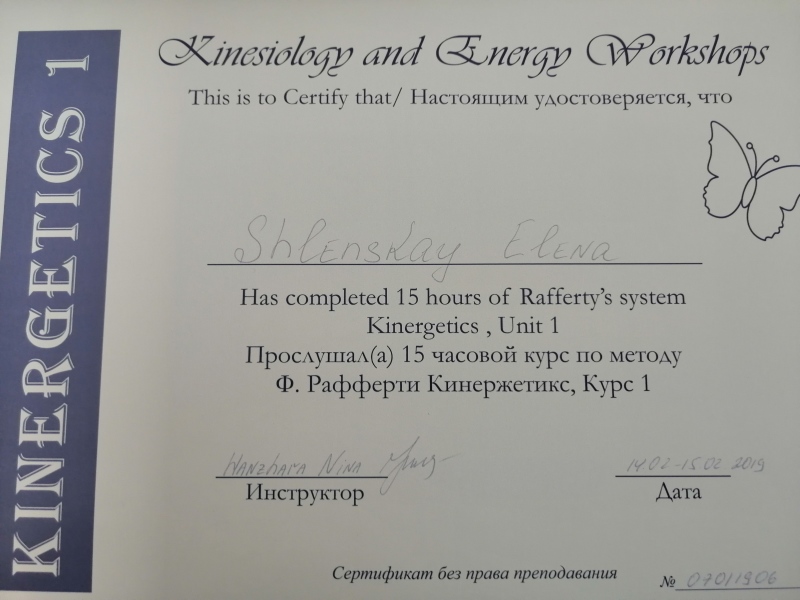 KINERGETICS 1
Kinesiology and Energy Workshops
This is to Certify that/ Настоящим удостоверяется, что
Shlenskay Elena
Has completed 15 hours of Rafferty's system
Kinergetics , Unit 1
Прослушал(а) 15 часовой курс по методу
Ф. Рафферти Кинержетикс, Курс 1
Nina
14.02-15.02 2019
Инструктор
Дата
Сертификат без права преподавания
№ 07011906